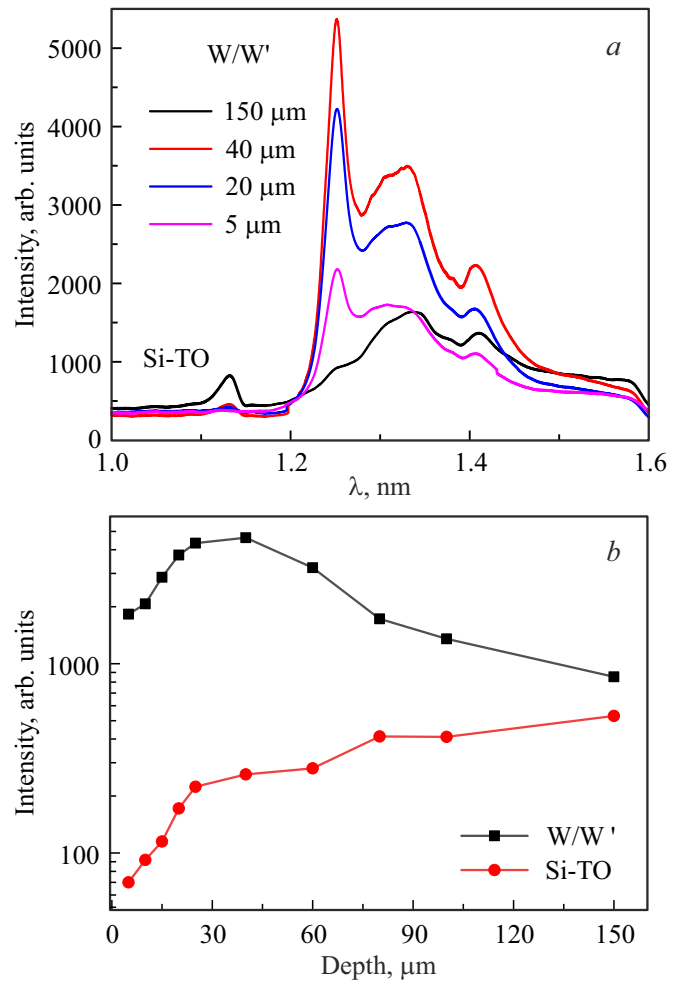 a
W/W'
150 μm
40 μm
20 μm
5 μm
Si-TO
Intensity, arb. units
5000
4000
3000
2000
1000
0
1.0 1.2 1.4 1.6
λ, nm
b
Intensity, arb. units
1000
100
W/W '
Si-TO
0 30 60 90 120 150
Depth, μm